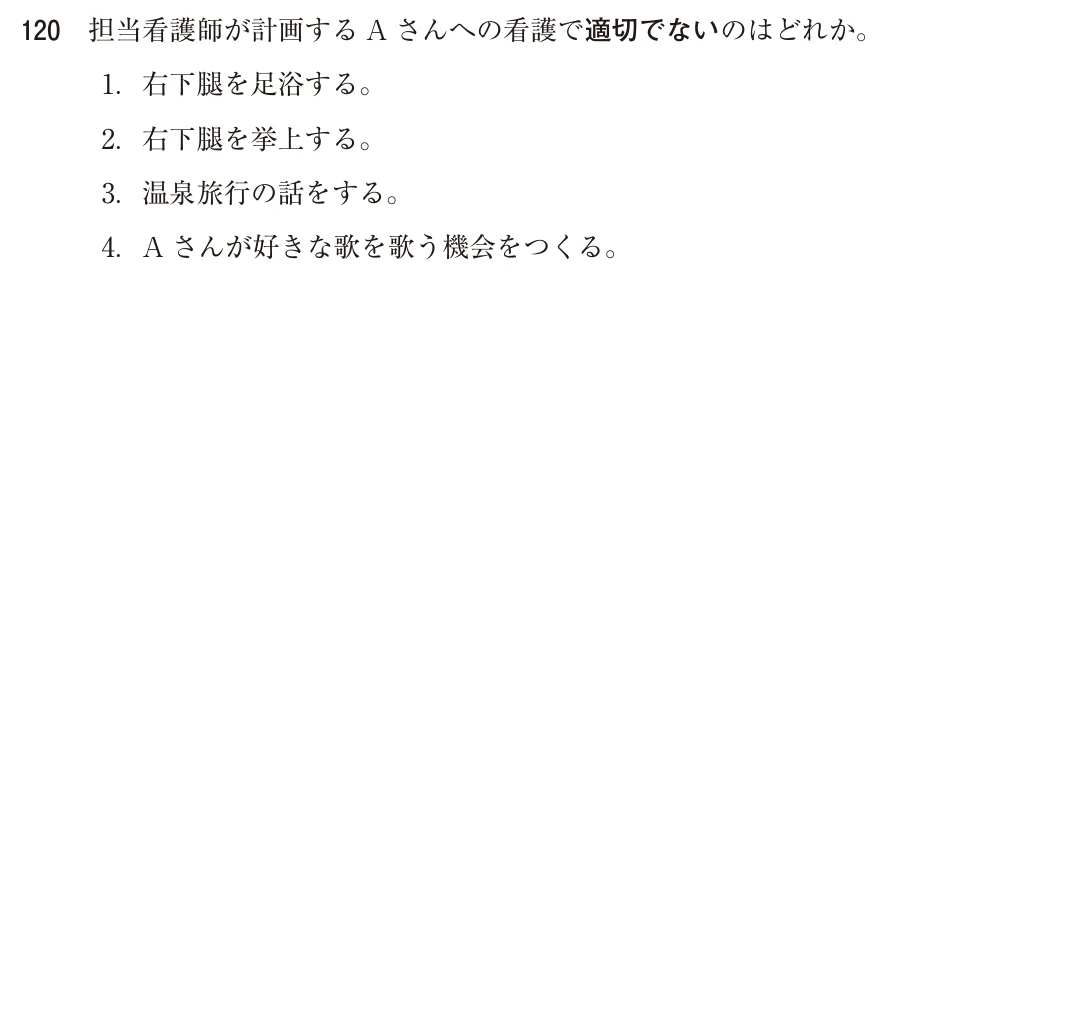 120 担当看護師が計画する A さんへの看護で適切でないのはどれか。
1. 右下腿を足浴する。
2. 右下腿を挙上する。
3. 温泉旅行の話をする。
4. A さんが好きな歌を歌う機会をつくる。